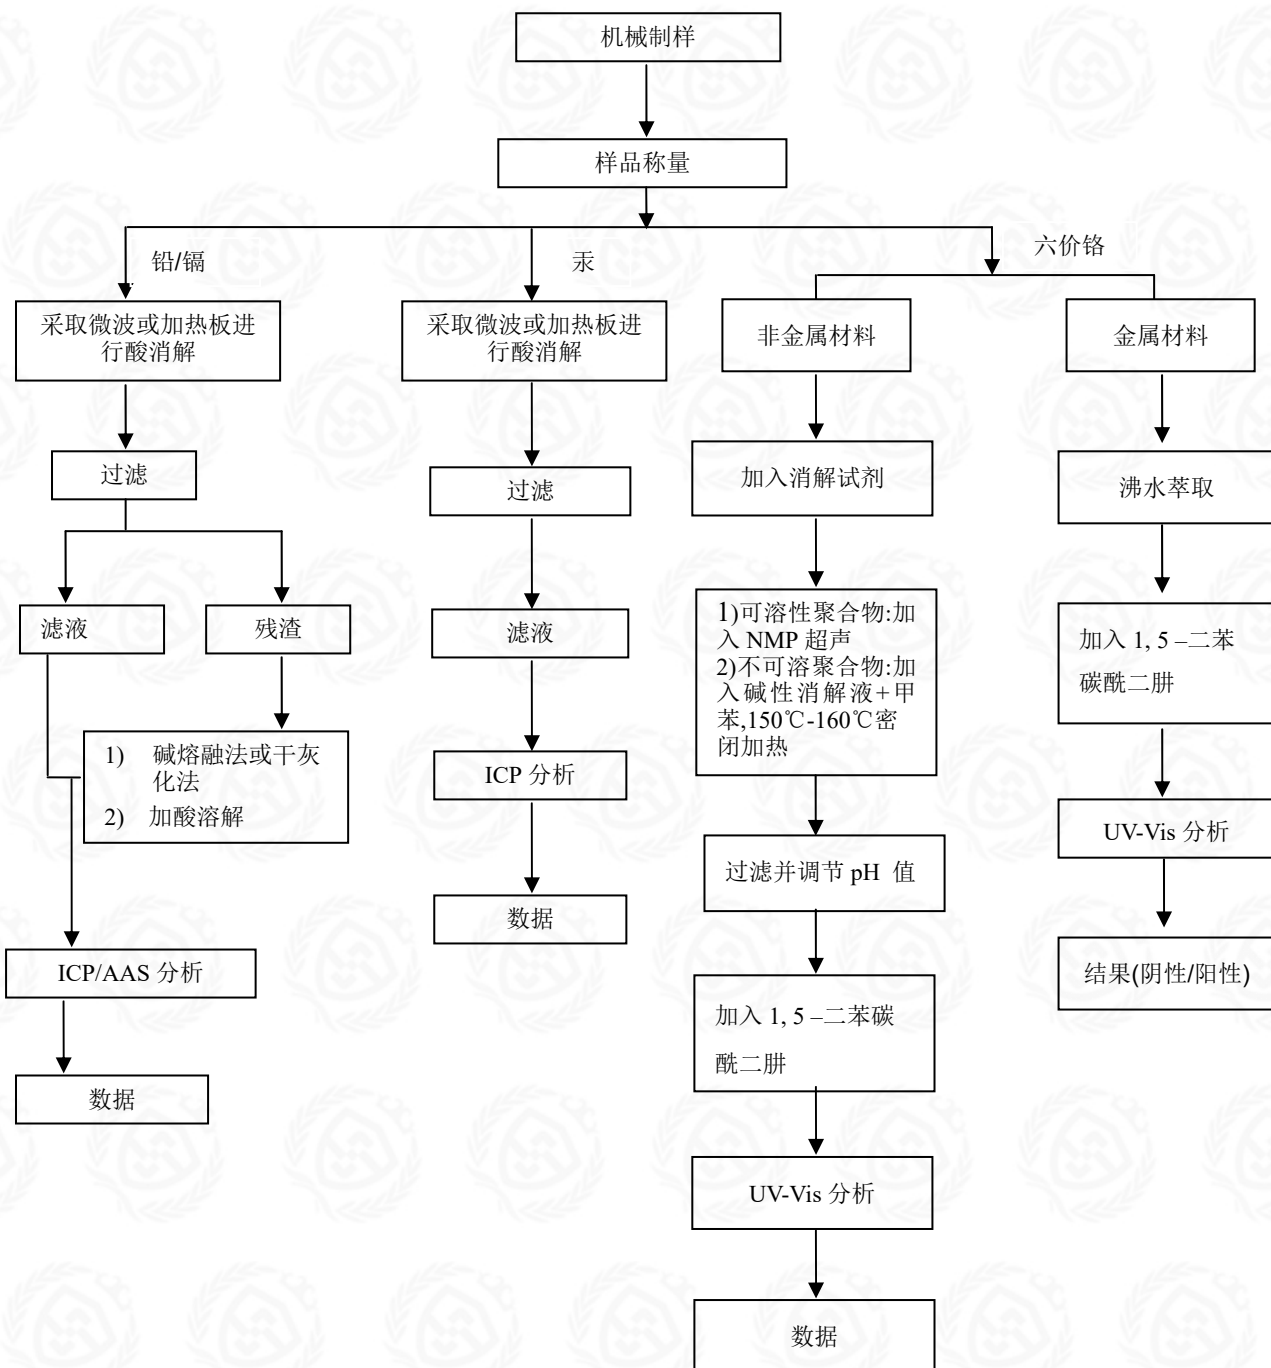 机械制样
样品称量
铅/镉
汞
六价铬
采取微波或加热板进
行酸消解
过滤
滤液
残渣
1) 碱熔融法或干灰
化法
2) 加酸溶解
ICP/AAS 分析
数据
采取微波或加热板进
行酸消解
过滤
滤液
ICP 分析
数据
非金属材料
加入消解试剂
1)可溶性聚合物:加
入 NMP 超声
2)不可溶聚合物:加
入碱性消解液+甲
苯,150℃-160℃密
闭加热
过滤并调节 pH 值
加入 1, 5 –二苯碳
酰二肼
UV-Vis 分析
数据
金属材料
沸水萃取
加入 1, 5 –二苯
碳酰二肼
UV-Vis 分析
结果(阴性/阳性)